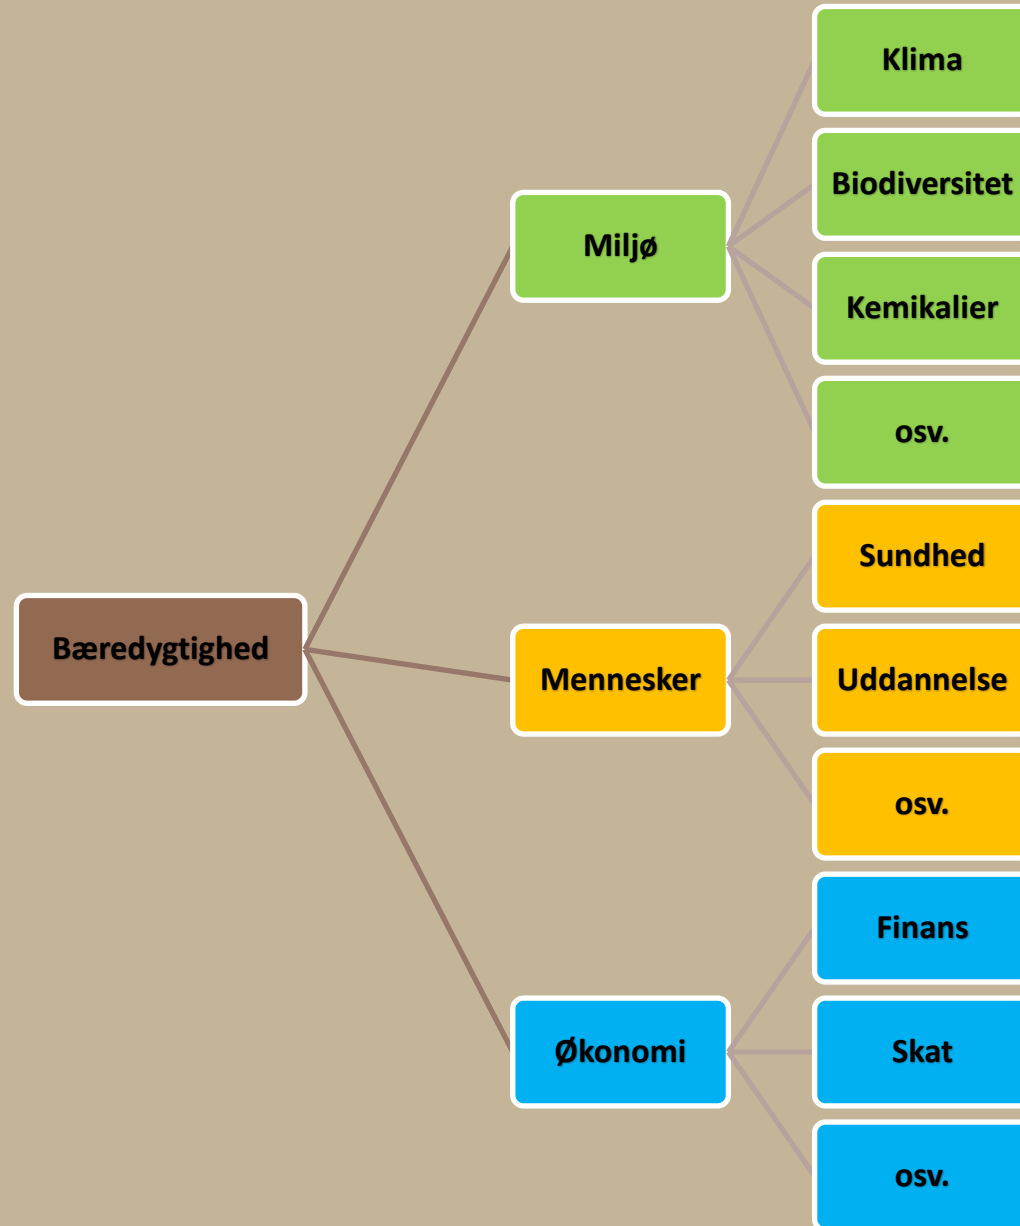 Bæredygtighed
Miljø
Klima
Biodiversitet
Kemikalier
osv.
Mennesker
Sundhed
Uddannelse
osv.
Økonomi
Finans
Skat
osv.